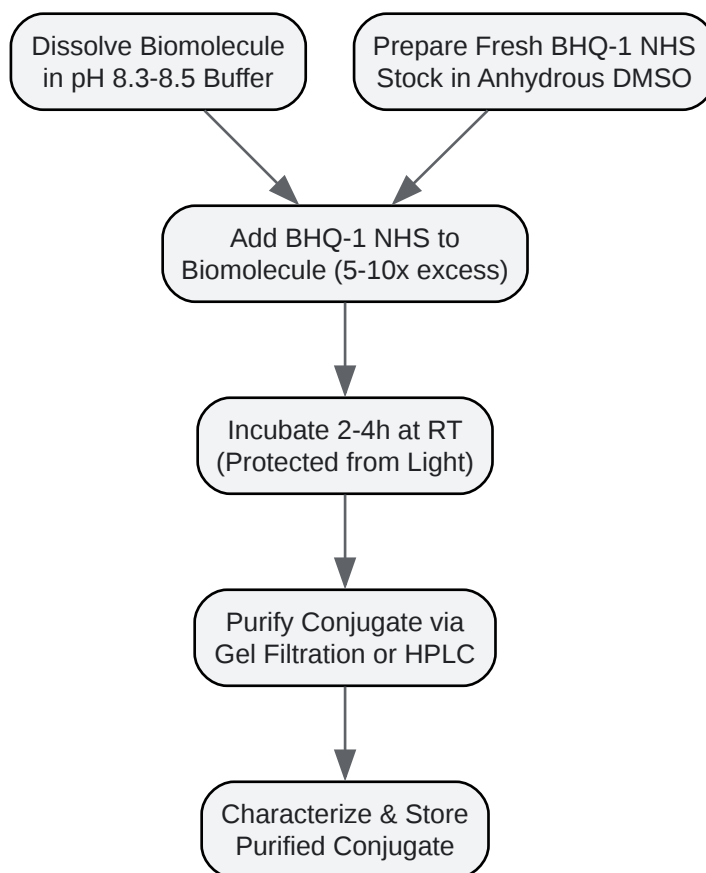 Dissolve Biomolecule
in pH 8.3-8.5 Buffer
Prepare Fresh BHQ-1 NHS
Stock in Anhydrous DMSO
Add BHQ-1 NHS to
Biomolecule (5-10x excess)
Incubate 2-4h at RT
(Protected from Light)
Purify Conjugate via
Gel Filtration or HPLC
Characterize & Store
Purified Conjugate